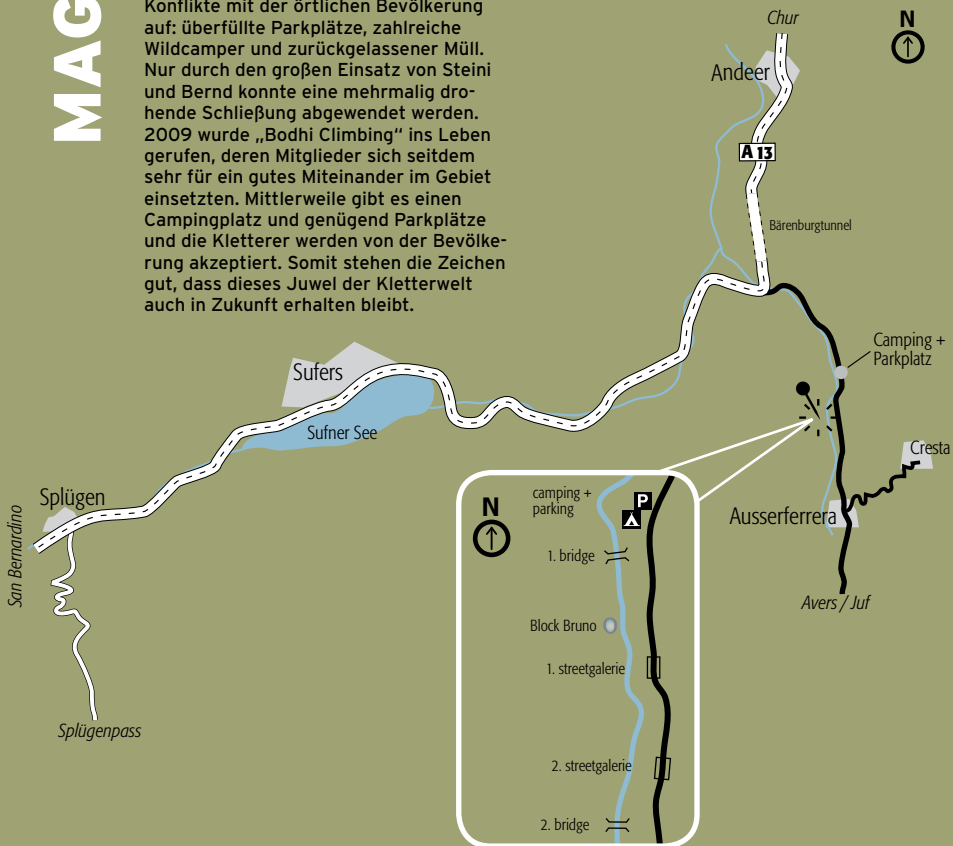 MAG
Konflikte mit der örtlichen Bevölkerung
auf: überfüllte Parkplätze, zahlreiche
Wildcamper und zurückgelassener Müll.
Nur durch den großen Einsatz von Steini
und Bernd konnte eine mehrmalig dro-
hende Schließung abgewendet werden.
2009 wurde „Bodhi Climbing“ ins Leben
gerufen, deren Mitglieder sich seitdem
sehr für ein gutes Miteinander im Gebiet
einsetzten. Mittlerweile gibt es einen
Campingplatz und genügend Parkplätze
und die Kletterer werden von der Bevölke-
rung akzeptiert. Somit stehen die Zeichen
gut, dass dieses Juwel der Kletterwelt
auch in Zukunft erhalten bleibt.
Chur
N
Andeer
A 13
Bärenburgtunnel
Camping +
Parkplatz
Sufers
Sufner See
Cresta
Splügen
Ausserferrera
San Bernardino
Avers / Juf
Splügenpass
N
camping +
parking
P
1. bridge
Block Bruno
1. streetgalerie
2. streetgalerie
2. bridge